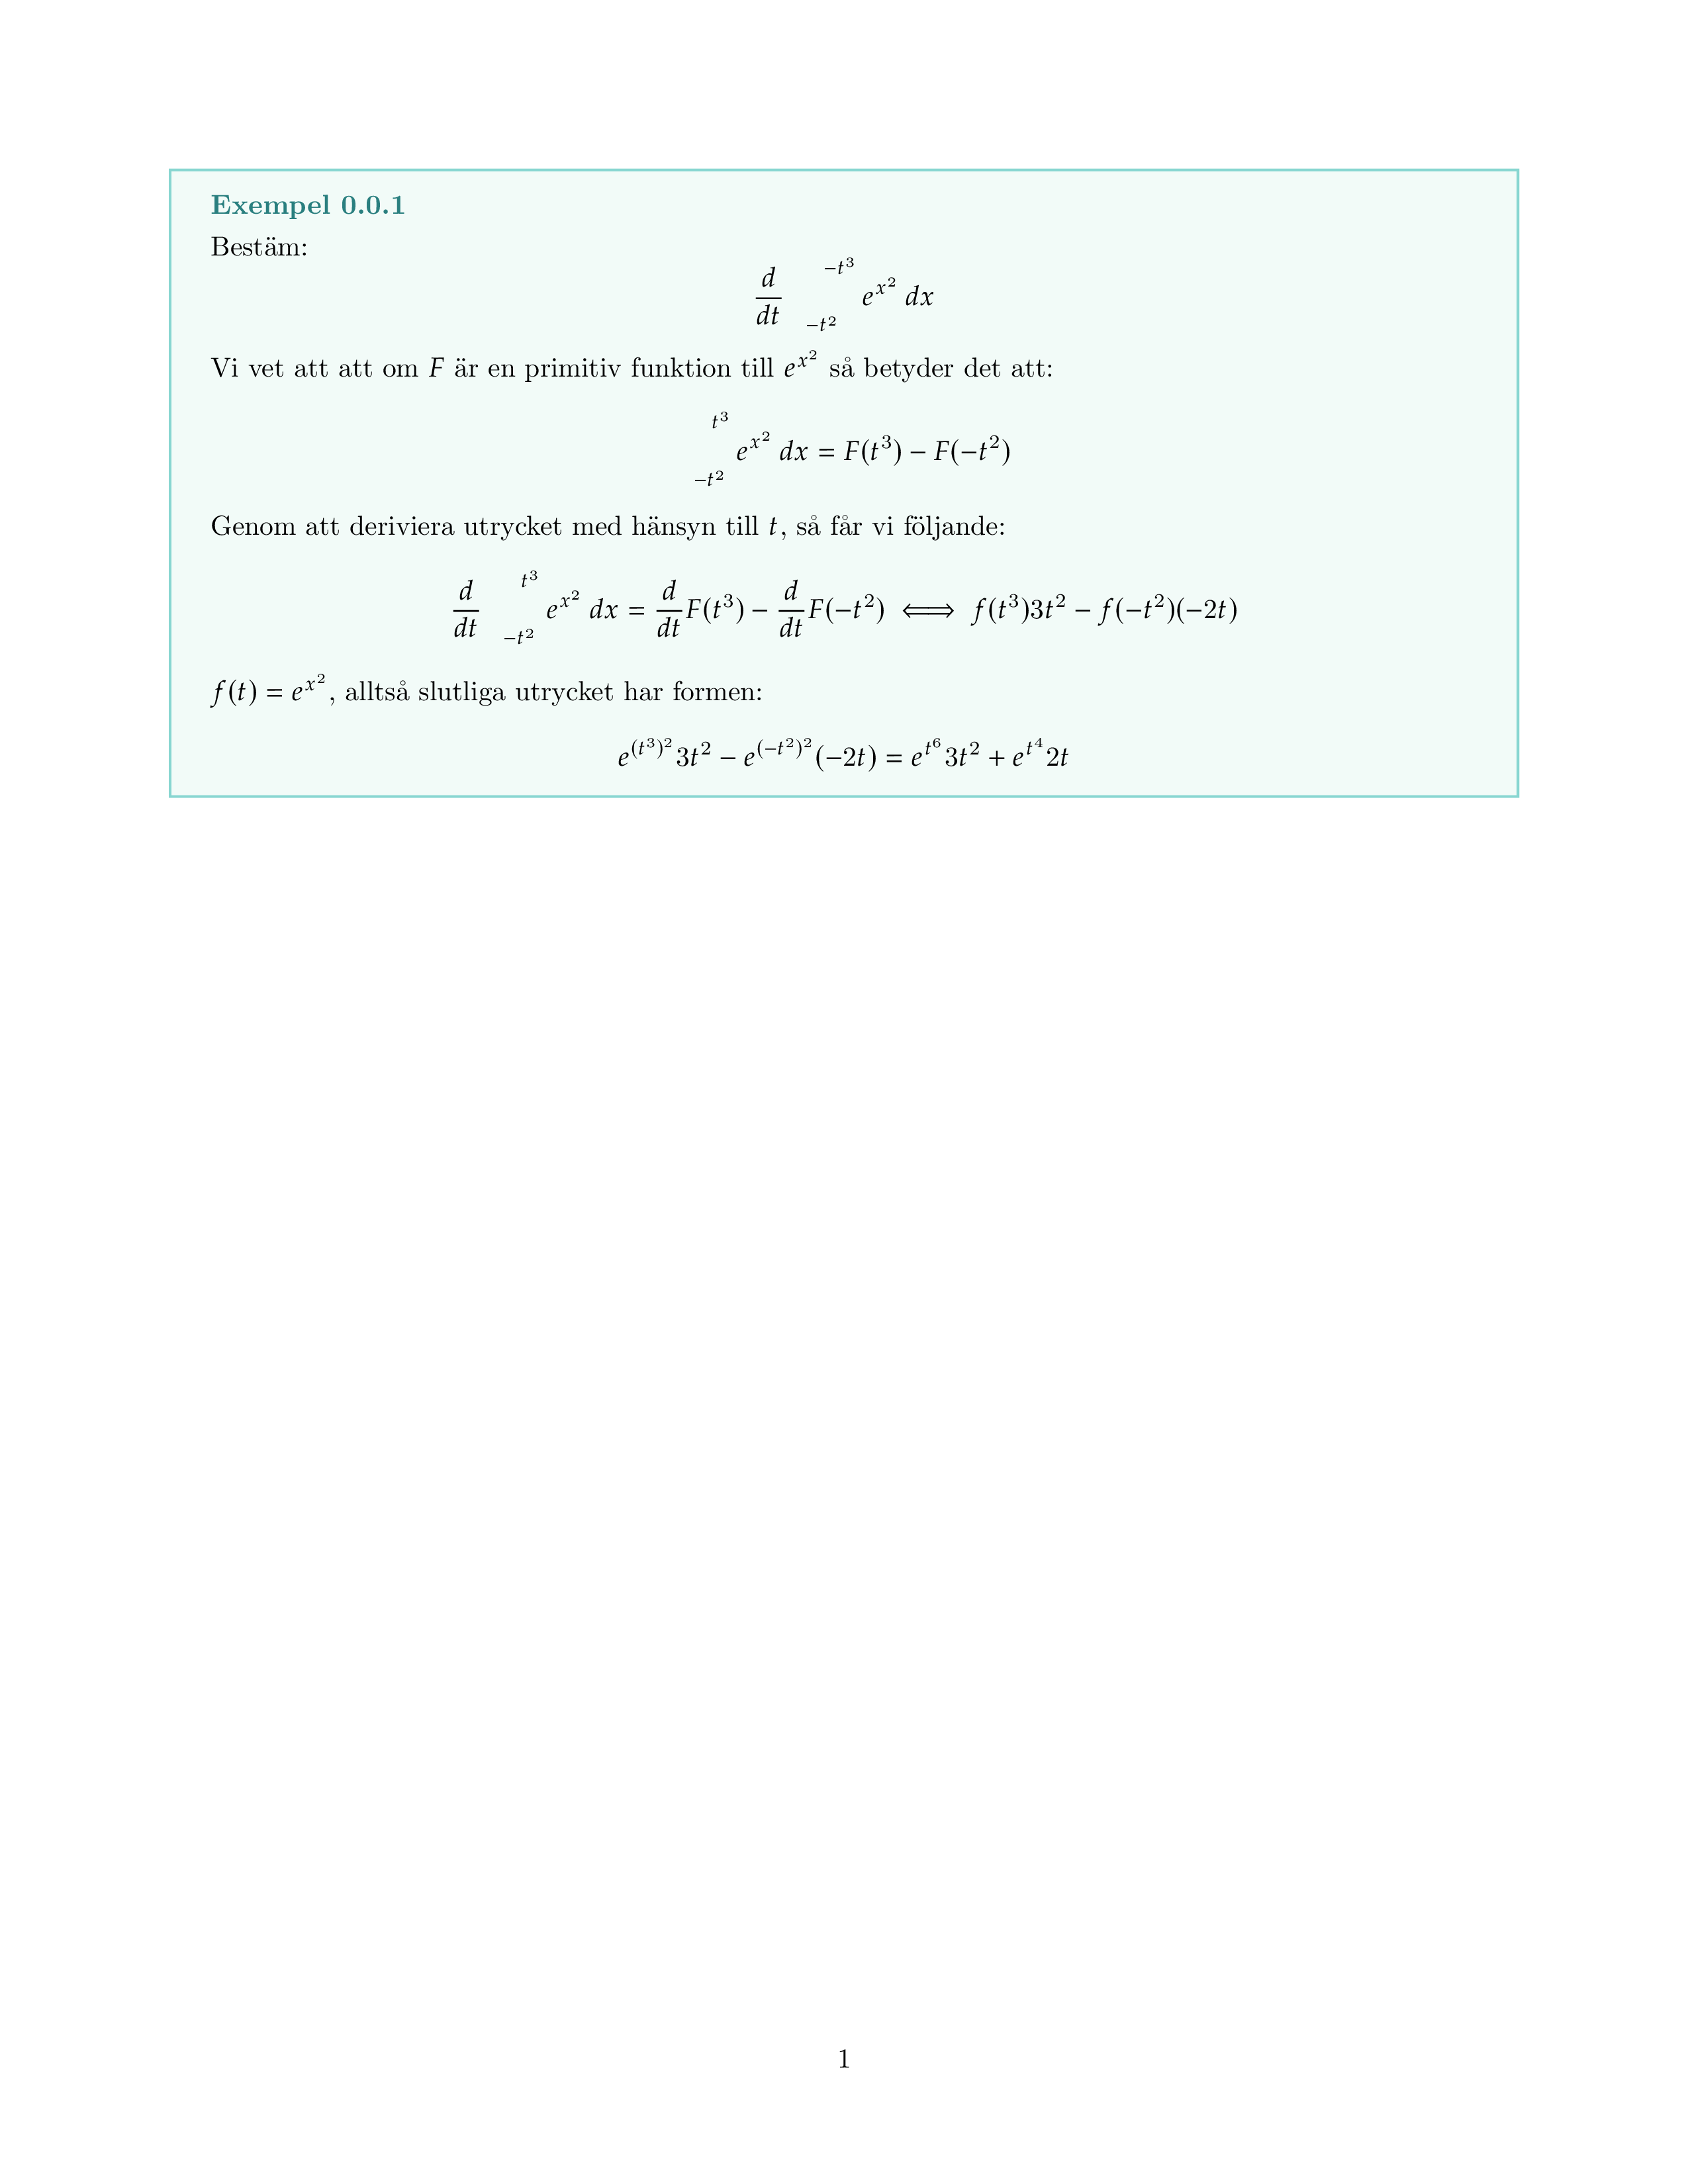 Exempel 0.0.1
Bestäm:
$\frac{d}{dt} \quad {}_{-t^2}^{-t^3} e^{x^2} \, dx$
Vi vet att att om $F$ är en primitiv funktion till $e^{x^2}$ så betyder det att:
${}_{-t^2}^{t^3} e^{x^2} \, dx = F(t^3) - F(-t^2)$
Genom att deriviera utrycket med hänsyn till $t$, så får vi följande:
$\frac{d}{dt} \quad {}_{-t^2}^{t^3} e^{x^2} \, dx = \frac{d}{dt}F(t^3) - \frac{d}{dt}F(-t^2) \iff f(t^3)3t^2 - f(-t^2)(-2t)$
$f(t) = e^{x^2}$, alltså slutliga utrycket har formen:
$e^{(t^3)^2}3t^2 - e^{(-t^2)^2}(-2t) = e^{t^6}3t^2 + e^{t^4}2t$
1